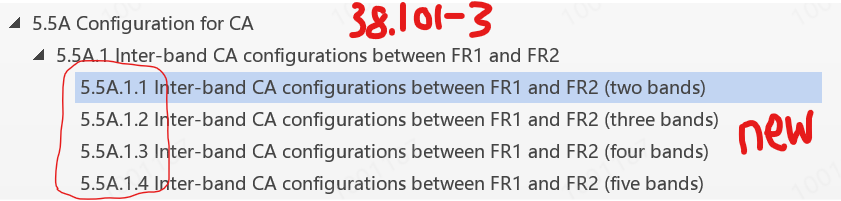 38.101-3
5.5A Configuration for CA
5.5A.1 Inter-band CA configurations between FR1 and FR2
5.5A.1.1 Inter-band CA configurations between FR1 and FR2 (two bands)
5.5A.1.2 Inter-band CA configurations between FR1 and FR2 (three bands)
new
5.5A.1.3 Inter-band CA configurations between FR1 and FR2 (four bands)
5.5A.1.4 Inter-band CA configurations between FR1 and FR2 (five bands)